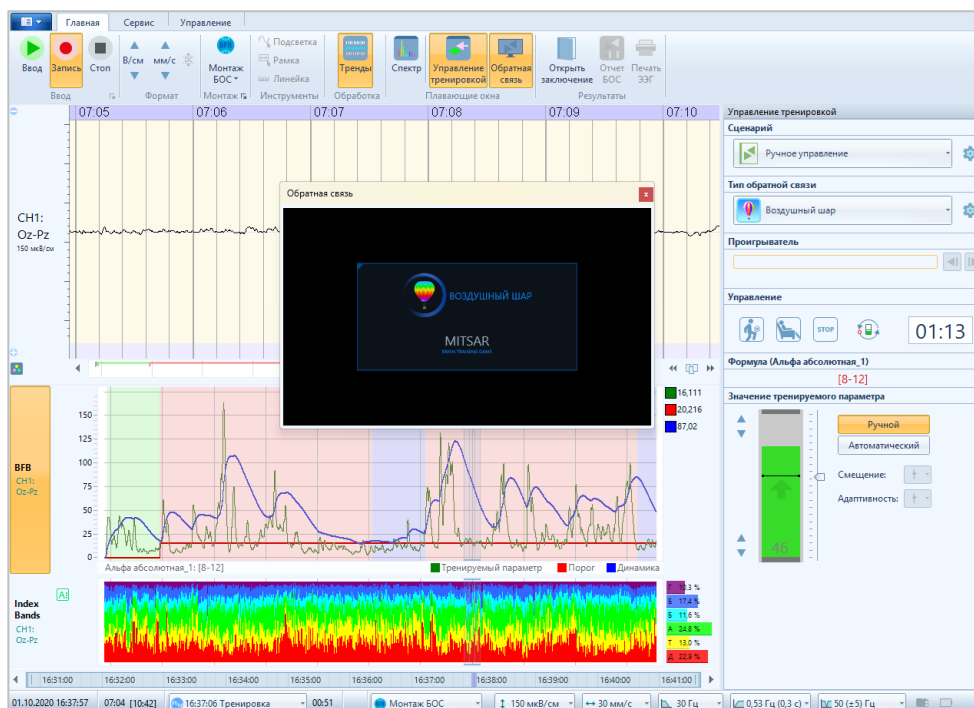 Главная Сервис Управление
Ввод Запись Стоп В/см мм/с Монтаж БОС Подсветка Рамка Линейка Тренды Спектр Управление тренировкой Обратная связь Открыть заключение Отчет БОС Печать ЭЭГ
Ввод Формат Монтаж Инструменты Обработка Плавающие окна Результаты
07:05 07:06 07:07 07:08 07:09 07:10
CH1:
Oz-Pz
150 мкВ/см
Обратная связь
x
ВОЗДУШНЫЙ ШАР
MITSAR
BRAIN-TRAINING GAME
Управление тренировкой
Сценарий
Ручное управление
Тип обратной связи
Воздушный шар
Проигрыватель
Управление
STOP
01:13
Формула (Альфа абсолютная_1)
[8-12]
Значение тренируемого параметра
Ручной
Автоматический
Смещение:
Адаптивность:
46
16,111
20,216
87,02
BFB
CH1:
Oz-Pz
150
125
100
75
50
25
0
Альфа абсолютная_1: [8-12] Тренируемый параметр Порог Динамика
Index
Bands
CH1:
Oz-Pz
Г 10,3 %
Б 17,4 %
Б 11,6 %
А 24,8 %
Т 13,0 %
Д 22,9 %
16:31:00 16:32:00 16:33:00 16:34:00 16:35:00 16:36:00 16:37:00 16:38:00 16:39:00 16:40:00 16:41:00
01.10.2020 16:37:57 07:04 [10:42] 16:37:06 Тренировка 00:51 Монтаж БОС 150 мкВ/см 30 мм/с 30 Гц 0,53 Гц (0,3 с) 50 (±5) Гц